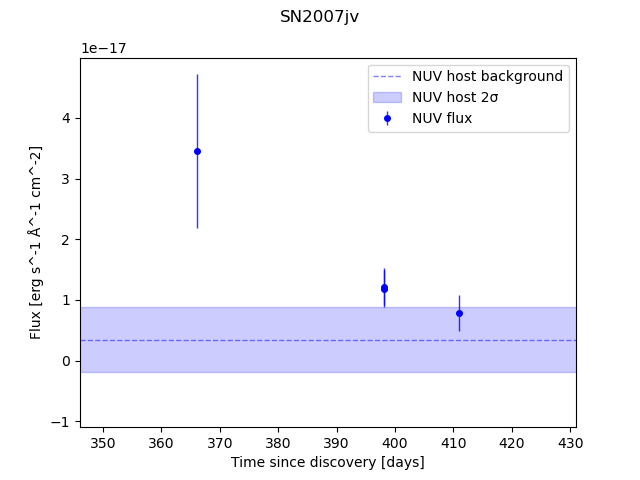 SN2007jv
1e−17
NUV host background
NUV host 2σ
NUV flux
4
3
2
1
0
−1
Flux [erg s^-1 Å^-1 cm^-2]
350 360 370 380 390 400 410 420 430
Time since discovery [days]